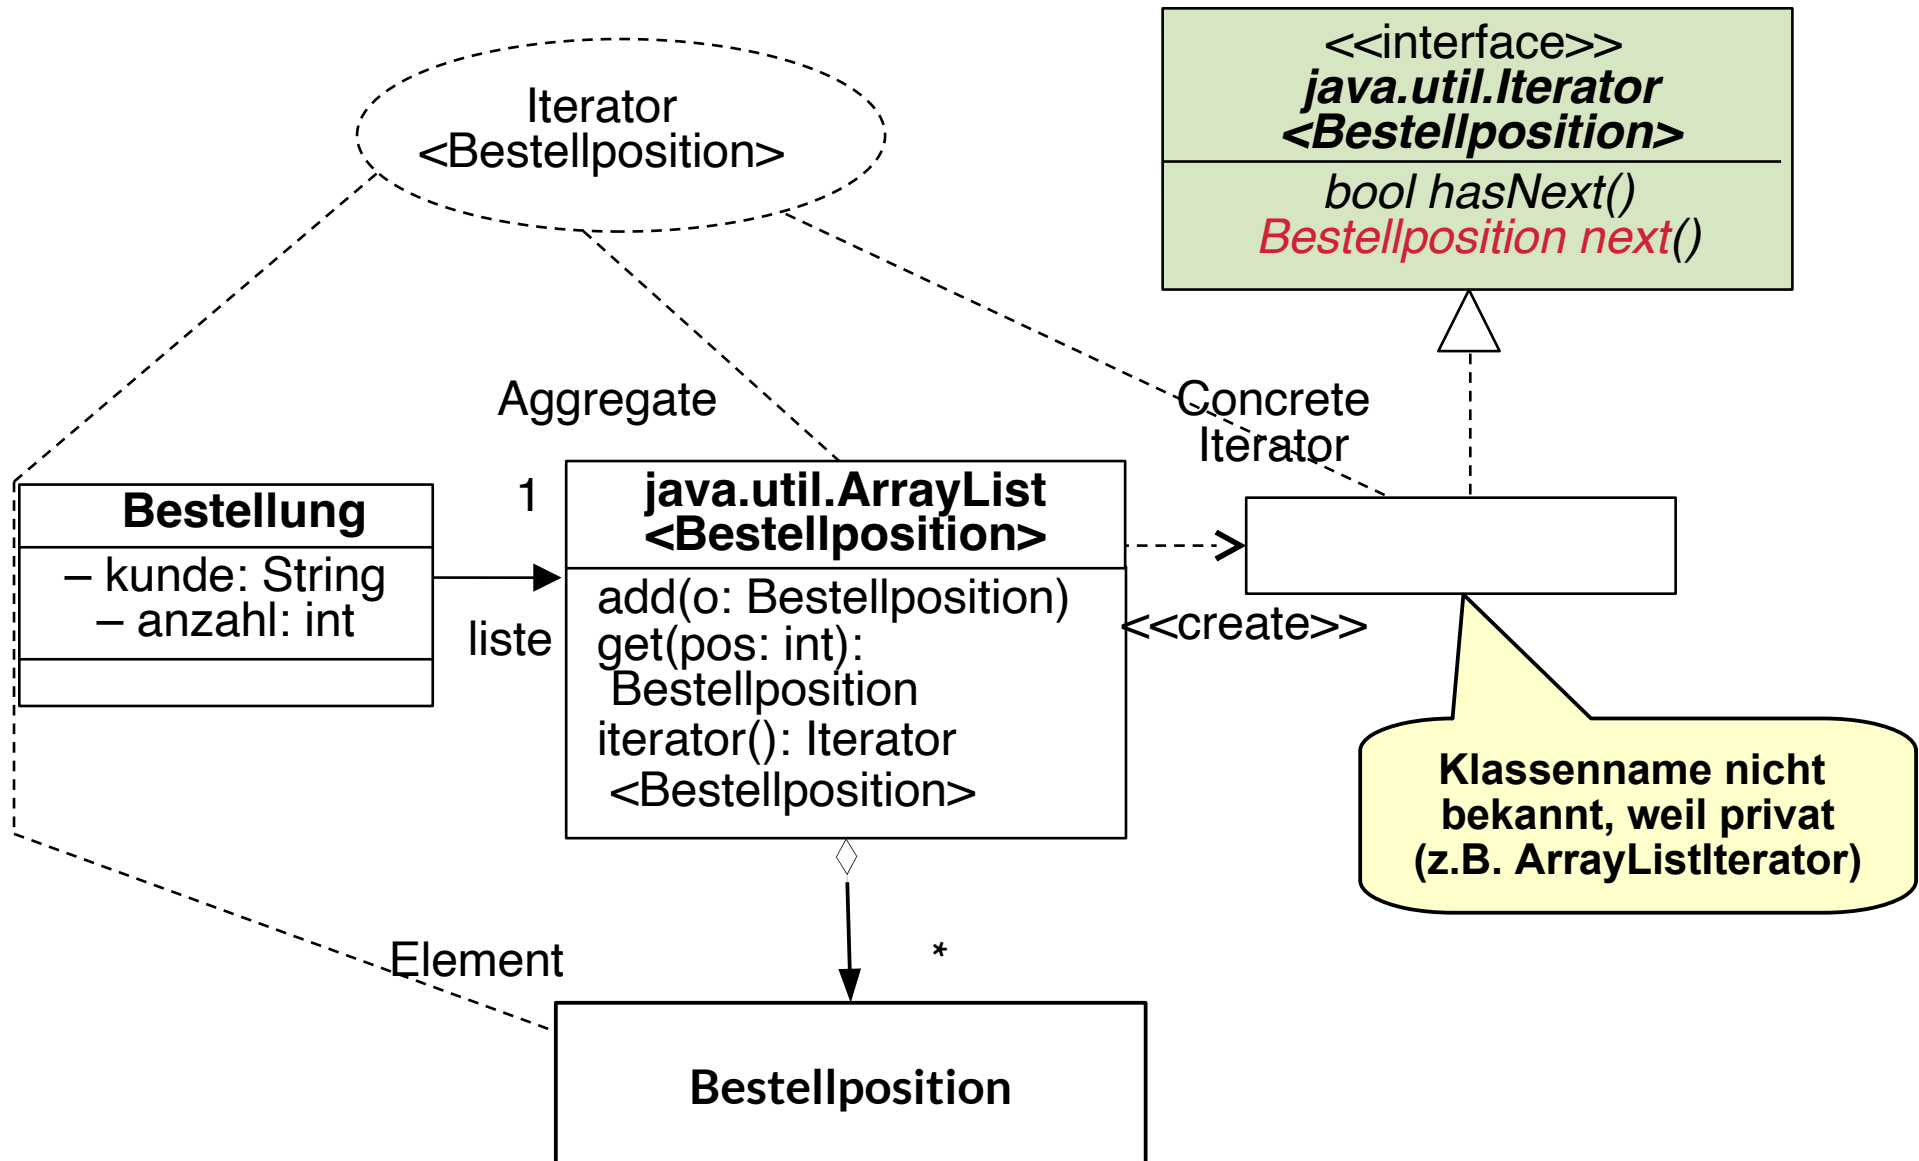 <<interface>>
java.util.Iterator
<Bestellposition>
bool hasNext()
Bestellposition next()
Iterator
<Bestellposition>
Aggregate
Concrete
Iterator
Bestellung
– kunde: String
– anzahl: int
1
liste
java.util.ArrayList
<Bestellposition>
add(o: Bestellposition)
get(pos: int):
Bestellposition
iterator(): Iterator
<Bestellposition>
<<create>>
Klassenname nicht
bekannt, weil privat
(z.B. ArrayListIterator)
Element
*
Bestellposition